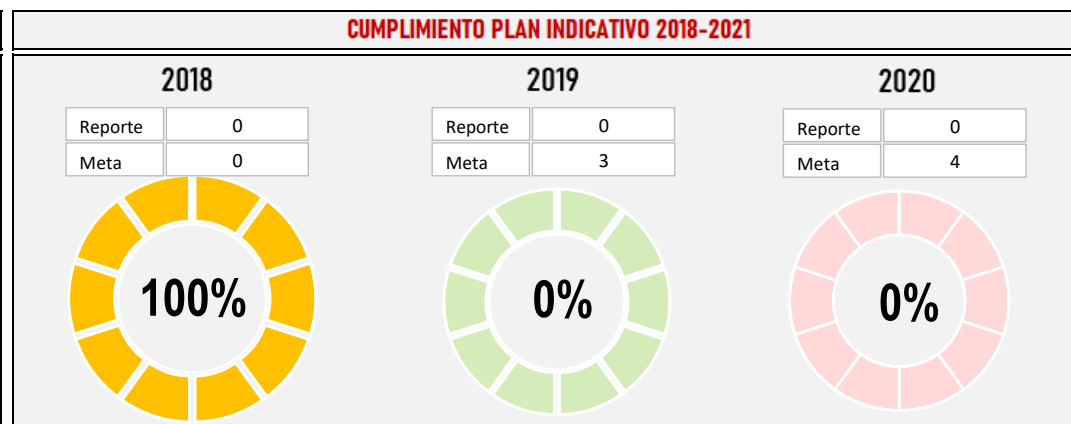 CUMPLIMIENTO PLAN INDICATIVO 2018-2021
2018
2019
2020
Reporte 0
Meta 0
Reporte 0
Meta 3
Reporte 0
Meta 4
100%
0%
0%